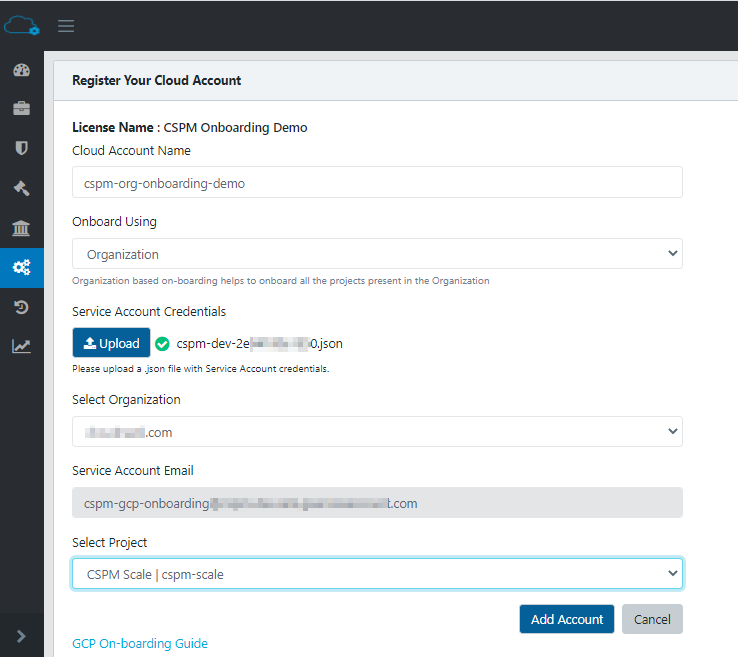 Register Your Cloud Account
License Name : CSPM Onboarding Demo
Cloud Account Name
cspm-org-onboarding-demo
Onboard Using
Organization
Organization based on-boarding helps to onboard all the projects present in the Organization
Service Account Credentials
Upload cspm-dev-2e 0.json
Please upload a .json file with Service Account credentials.
Select Organization
.com
Service Account Email
cspm-gcp-onboarding .com
Select Project
CSPM Scale | cspm-scale
Add Account Cancel
GCP On-boarding Guide